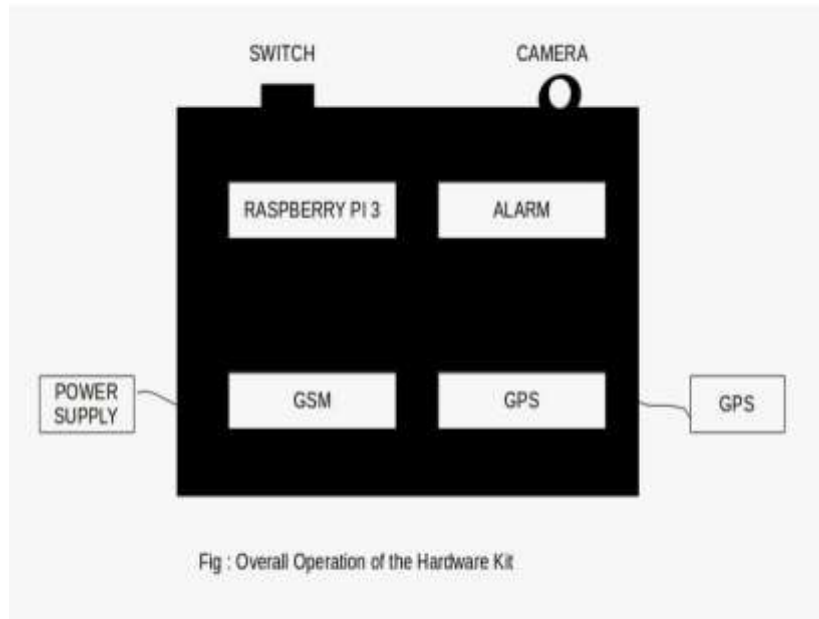 SWITCH
CAMERA
RASPBERRY PI 3
ALARM
POWER
SUPPLY
GSM
GPS
GPS
Fig : Overall Operation of the Hardware Kit